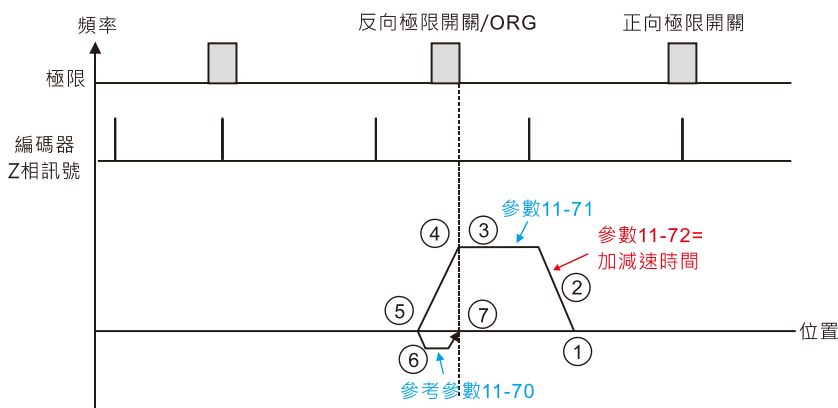 頻率
反向極限開關/ORG
正向極限開關
極限
編碼器
Z相訊號
參數11-71
參數11-72=
加減速時間
④
③
②
⑤
⑦
位置
⑥
①
參考參數11-70